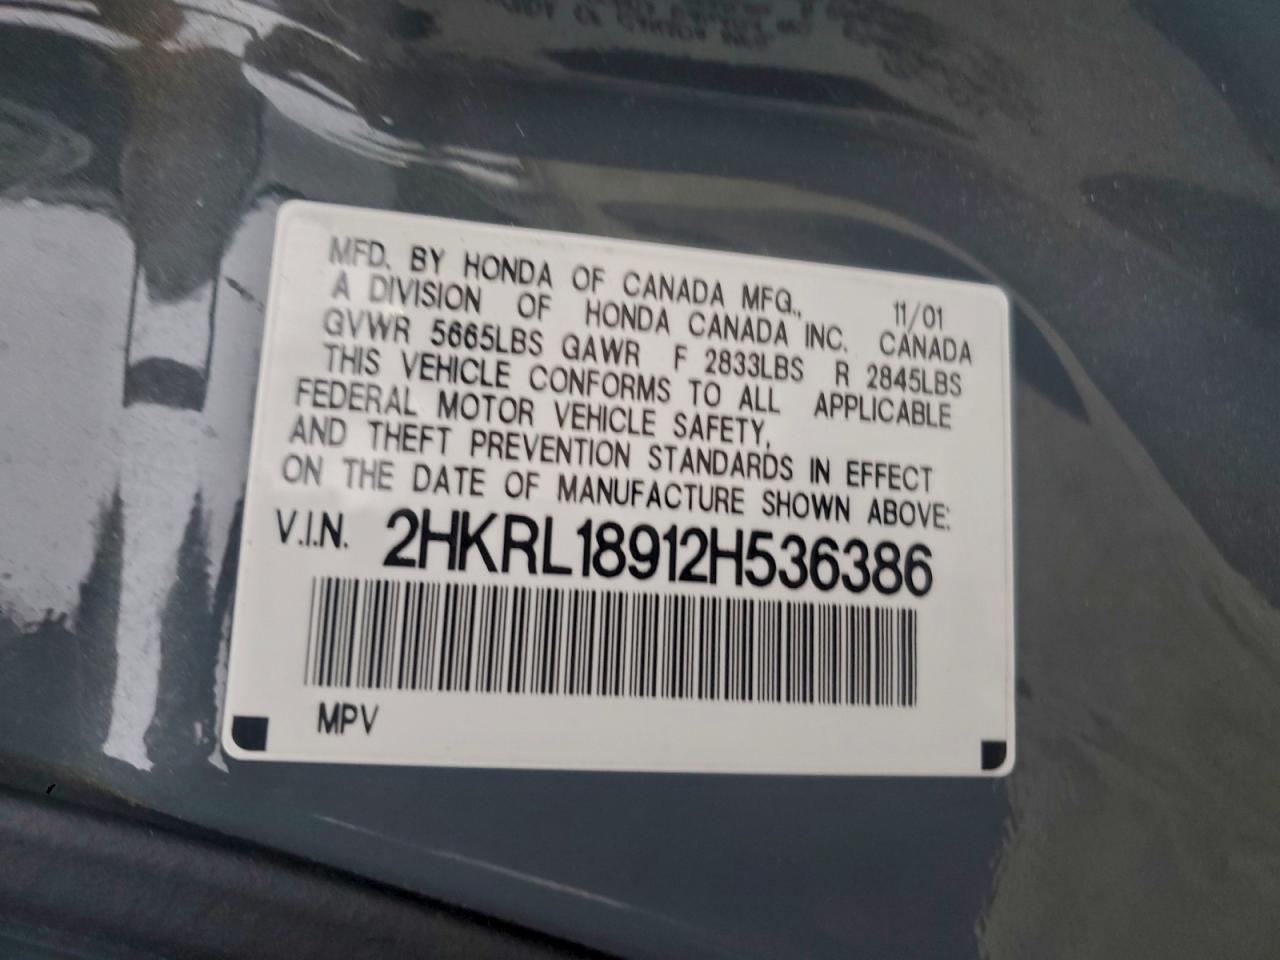 MFD. BY HONDA OF CANADA MFG., 11/01
A DIVISION OF HONDA CANADA INC. CANADA
GVWR 5665LBS GAWR F 2833LBS R 2845LBS
THIS VEHICLE CONFORMS TO ALL APPLICABLE
FEDERAL MOTOR VEHICLE SAFETY,
AND THEFT PREVENTION STANDARDS IN EFFECT
ON THE DATE OF MANUFACTURE SHOWN ABOVE:
V.I.N. 2HKRL18912H536386
MPV